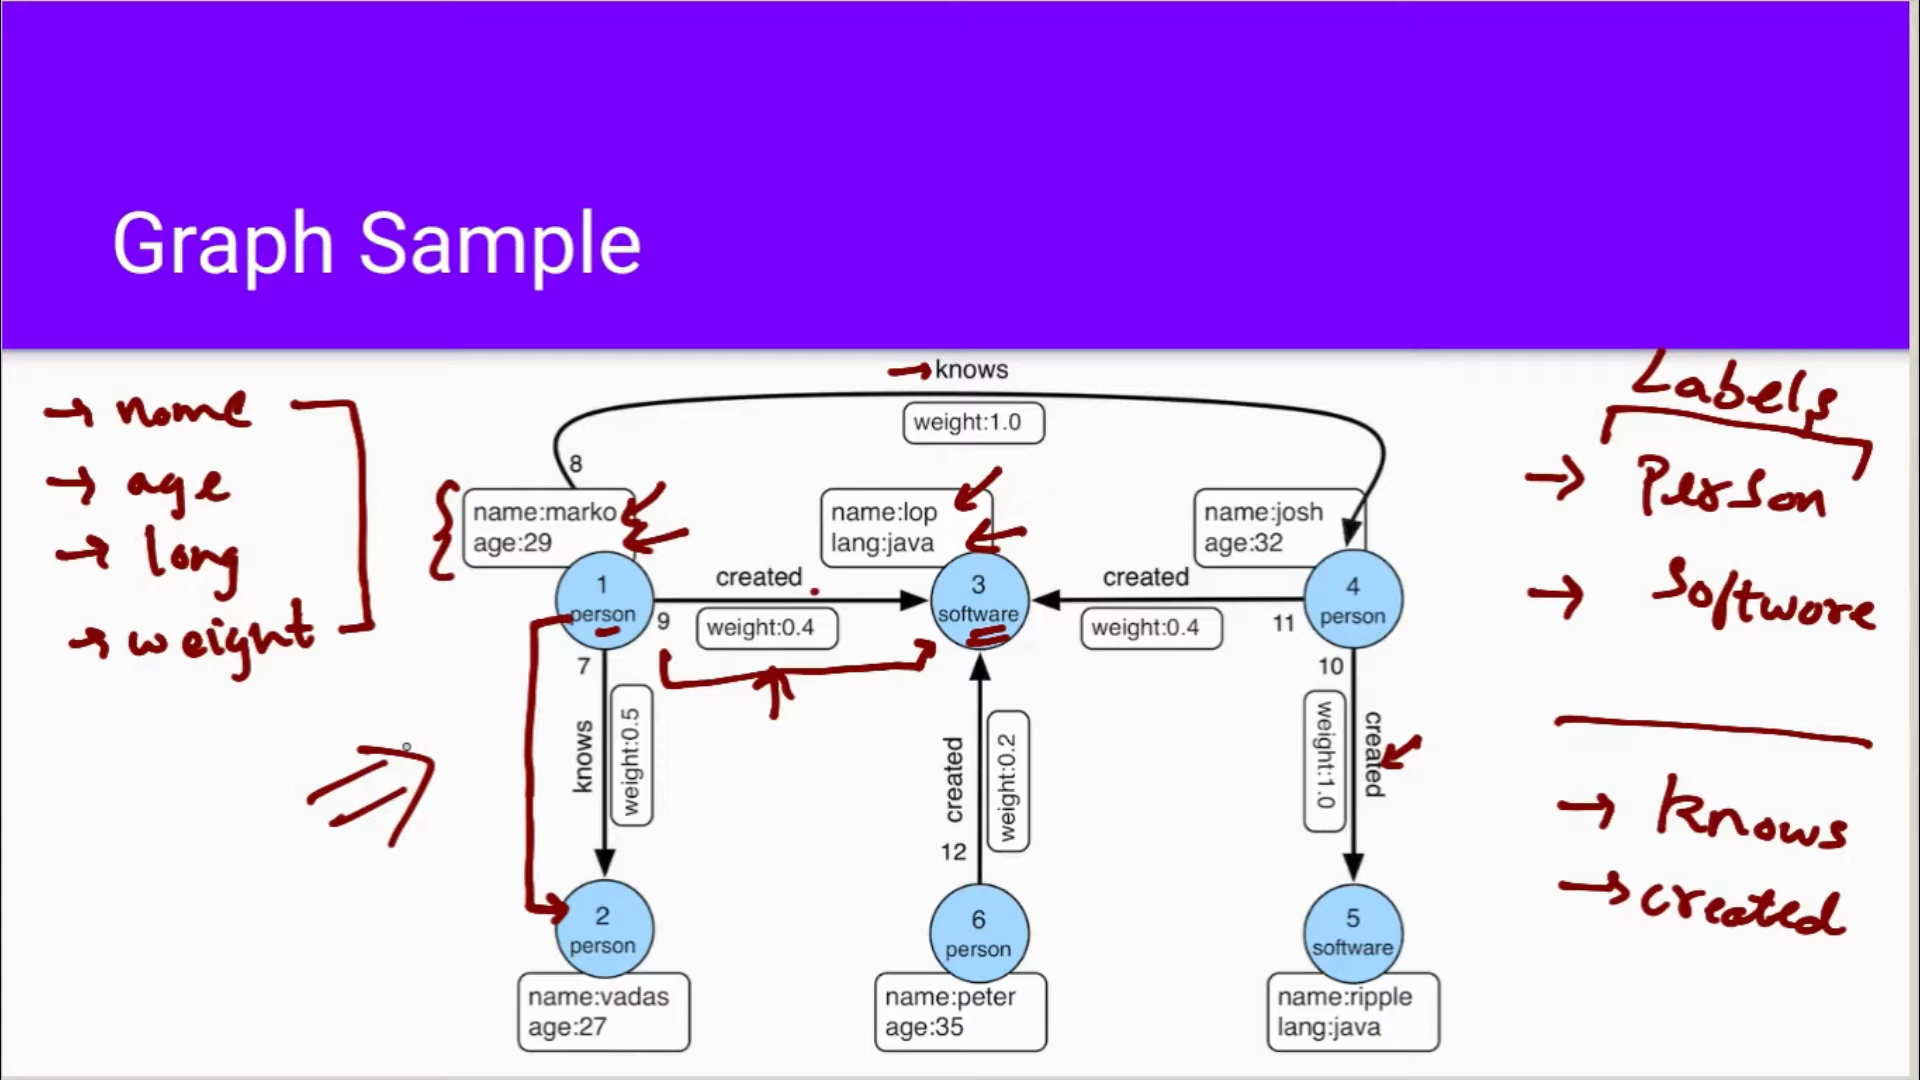 Graph Sample
knows
weight:1.0
8
name:marko
age:29
name:lop
lang:java
name:josh
age:32
1
person
created
9
weight:0.4
3
software
created
weight:0.4
11
4
person
7
knows
weight:0.5
created
weight:0.2
12
10
weight:1.0
created
2
person
6
person
5
software
name:vadas
age:27
name:peter
age:35
name:ripple
lang:java
name
age
lang
weight
Labels
Person
Software
knows
created